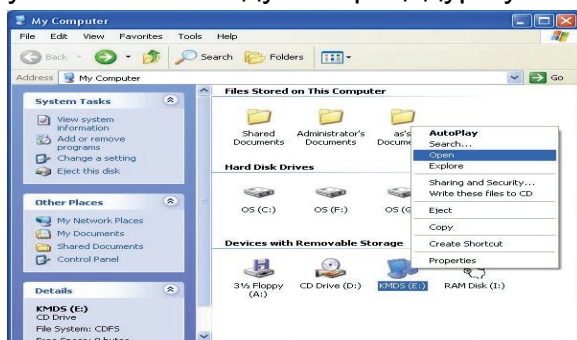 My Computer
File Edit View Favorites Tools Help
Back Search Folders
Address My Computer Go
System Tasks
View system information
Add or remove programs
Change a setting
Eject this disk
Other Places
My Network Places
My Documents
Shared Documents
Control Panel
Details
KMDS (E:)
CD Drive
File System: CDFS
Files Stored on This Computer
Shared Documents
Administrator's Documents
as's
Hard Disk Drives
OS (C:)
OS (F:)
Devices with Removable Storage
3½ Floppy (A:)
CD Drive (D:)
KMDS (E:)
RAM Disk (I:)
AutoPlay
Search...
Open
Explore
Sharing and Security...
Write these files to CD
Eject
Copy
Create Shortcut
Properties